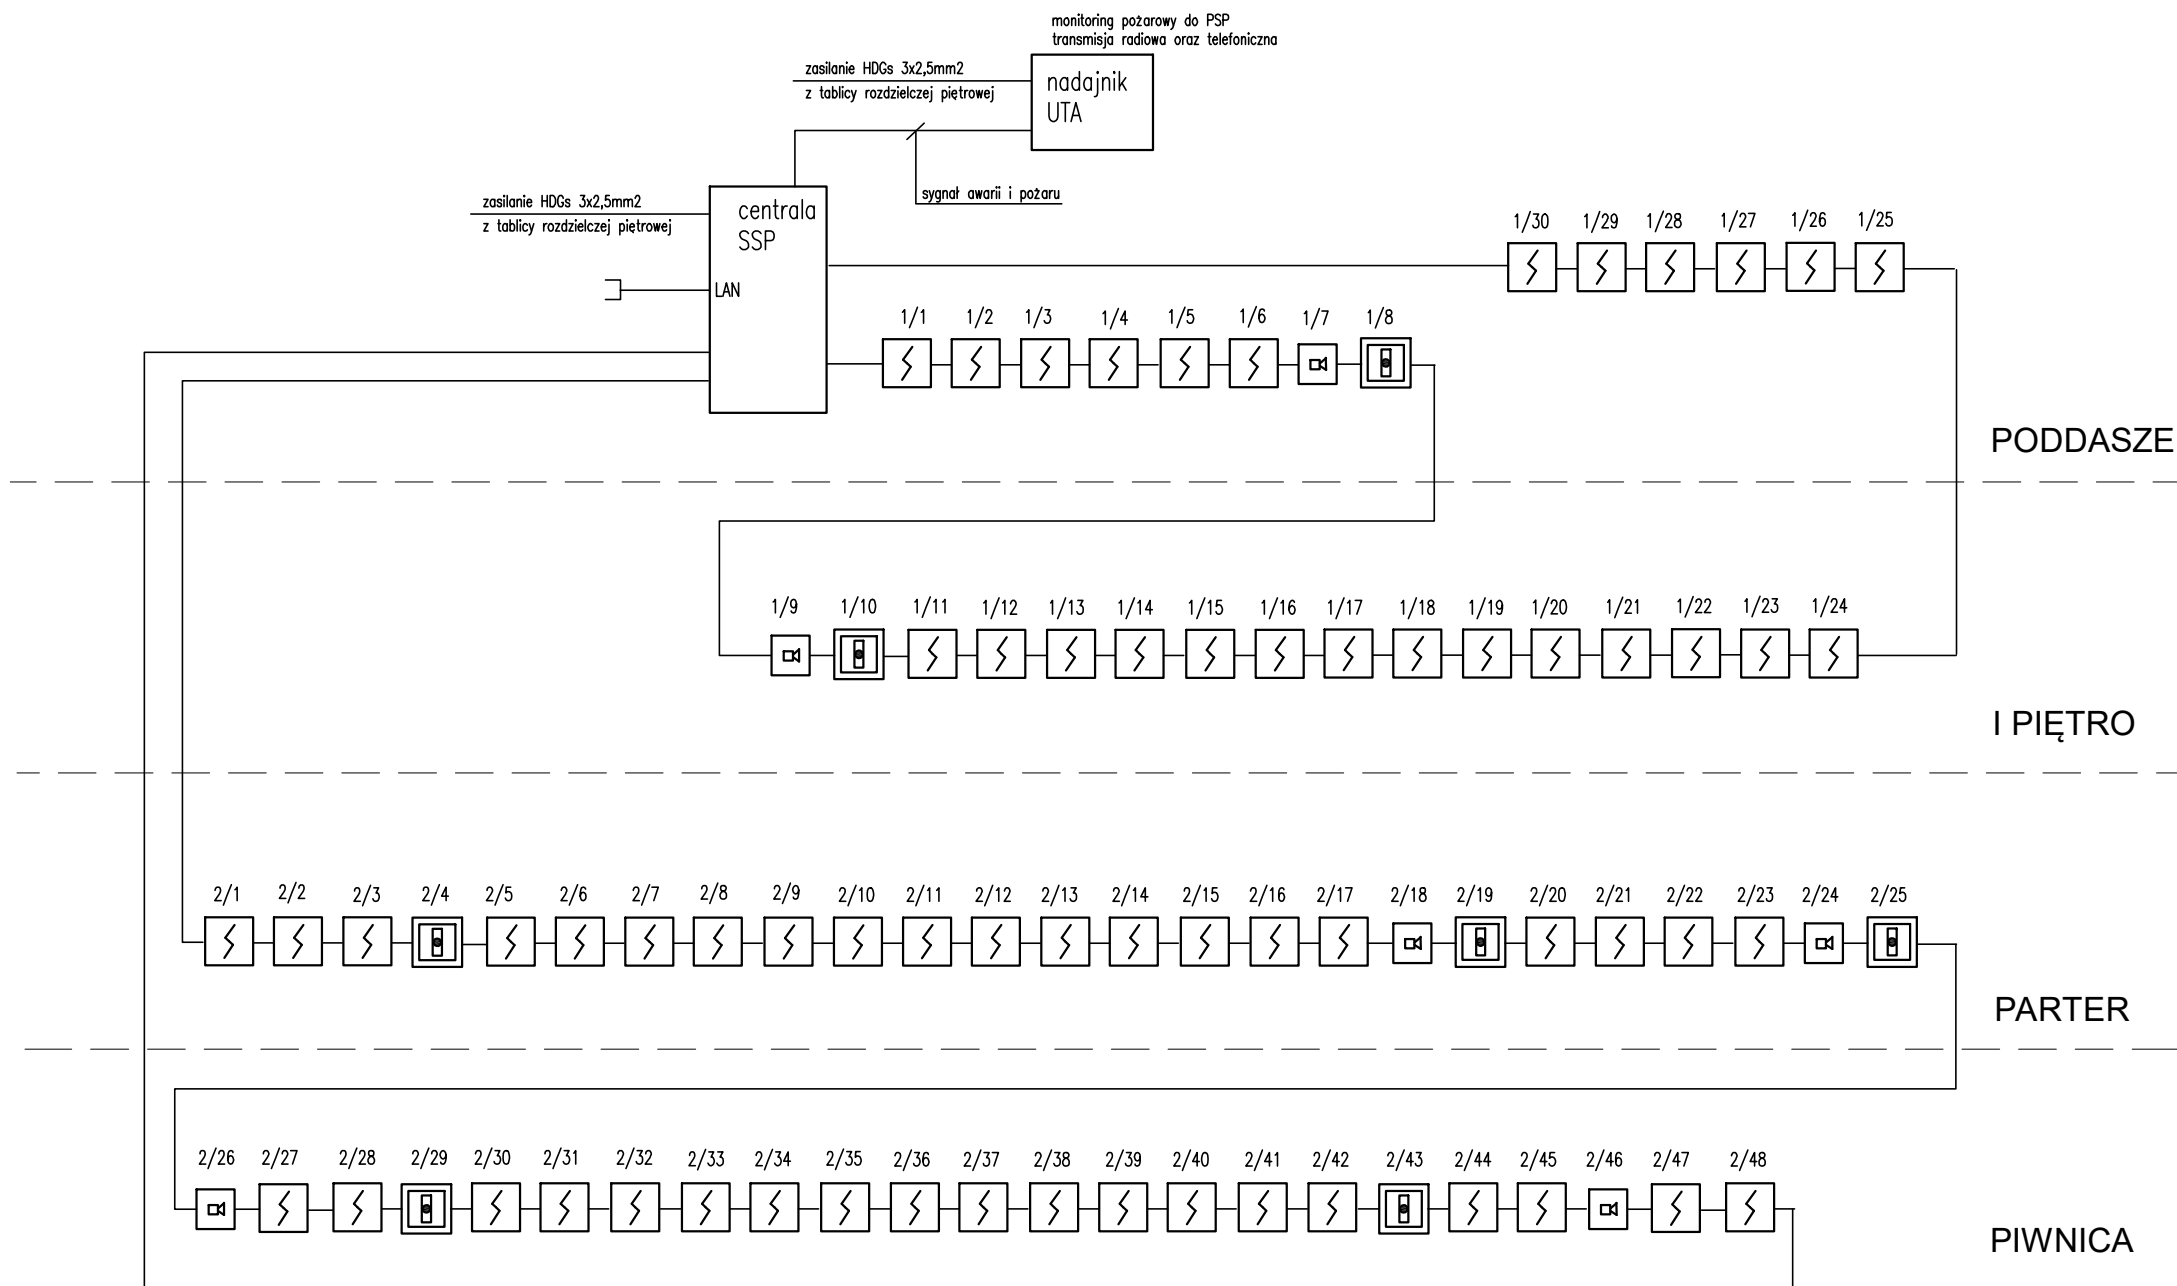 monitoring pożarowy do PSP
transmisja radiowa oraz telefoniczna
zasilanie HDGs 3x2,5mm2
z tablicy rozdzielczej piętrowej
nadajnik
UTA
sygnał awarii i pożaru
zasilanie HDGs 3x2,5mm2
z tablicy rozdzielczej piętrowej
centrala
SSP
LAN
1/30 1/29 1/28 1/27 1/26 1/25
1/1 1/2 1/3 1/4 1/5 1/6 1/7 1/8
PODDASZE
1/9 1/10 1/11 1/12 1/13 1/14 1/15 1/16 1/17 1/18 1/19 1/20 1/21 1/22 1/23 1/24
I PIĘTRO
2/1 2/2 2/3 2/4 2/5 2/6 2/7 2/8 2/9 2/10 2/11 2/12 2/13 2/14 2/15 2/16 2/17 2/18 2/19 2/20 2/21 2/22 2/23 2/24 2/25
PARTER
2/26 2/27 2/28 2/29 2/30 2/31 2/32 2/33 2/34 2/35 2/36 2/37 2/38 2/39 2/40 2/41 2/42 2/43 2/44 2/45 2/46 2/47 2/48
PIWNICA